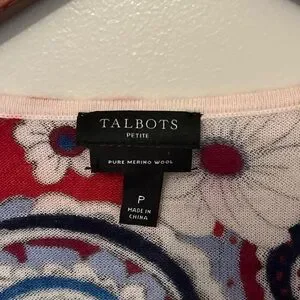 TALBOTS
PETITE
PURE MERINO WOOL
P
MADE IN
CHINA